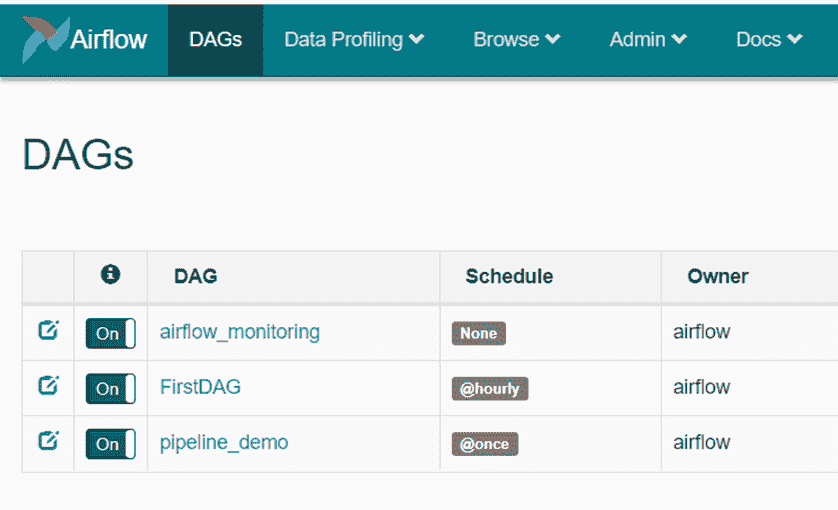 Airflow DAGs Data Profiling Browse Admin Docs
DAGs
DAG Schedule Owner
On airflow_monitoring None airflow
On FirstDAG @hourly airflow
On pipeline_demo @once airflow